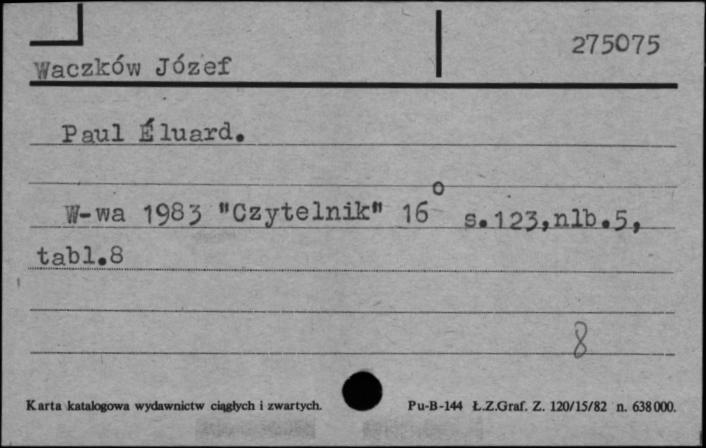 275075
Waczków Józef
Paul Éluard.
W-wa 1983 "Czytelnik" 16° s.123,nlb.5,
tabl.8
8
Karta katalogowa wydawnictw ciągłych i zwartych. Pu-B-144 Ł.Z.Graf. Z. 120/15/82 n. 638000.